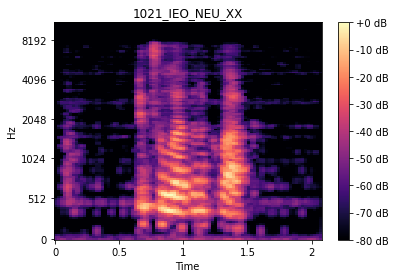 1021_IEO_NEU_XX
+0 dB
8192
-10 dB
4096
-20 dB
-30 dB
2048
-40 dB
Hz
1024
-50 dB
512
-60 dB
-70 dB
0
-80 dB
0 0.5 1 1.5 2
Time